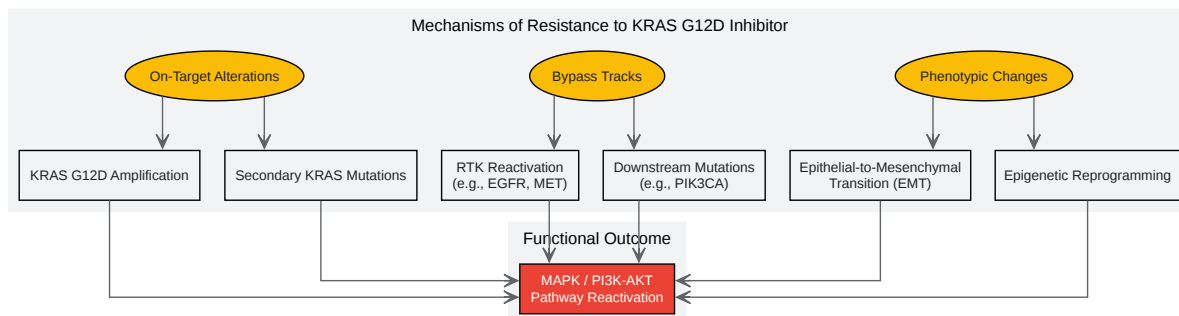 Mechanisms of Resistance to KRAS G12D Inhibitor
On-Target Alterations
Bypass Tracks
Phenotypic Changes
KRAS G12D Amplification
Secondary KRAS Mutations
RTK Reactivation
(e.g., EGFR, MET)
Downstream Mutations
(e.g., PIK3CA)
Epithelial-to-Mesenchymal
Transition (EMT)
Epigenetic Reprogramming
Functional Outcome
MAPK / PI3K-AKT
Pathway Reactivation